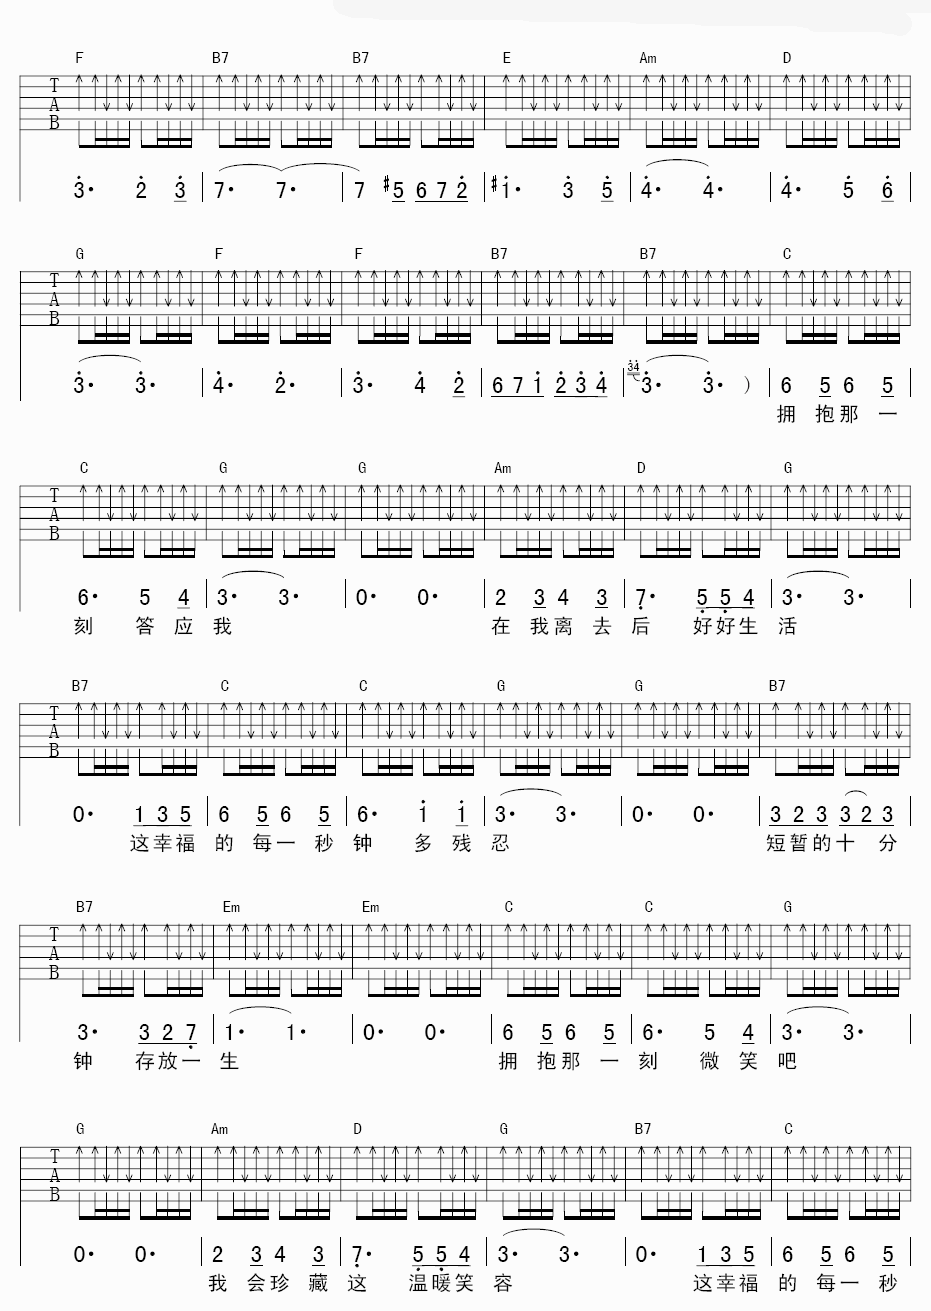 F B7 B7 E Am D
T
A
B
3· 2 3 7· 7· 7 #5 6 7 2 #1· 3 5 4· 4· 4· 5 6
G F F B7 B7 C
T
A
B
3· 3· 4· 2· 3· 4 2 6 7 1 2 3 4 34 3· 3· ) 6 5 6 5
拥 抱 那 一
C G G Am D G
T
A
B
6· 5 4 3· 3· 0· 0· 2 3 4 3 7· 5 5 4 3· 3·
刻 答 应 我 在 我 离 去 后 好 好 生 活
B7 C C G G B7
T
A
B
0· 1 3 5 6 5 6 5 6· 1 1 3· 3· 0· 0· 3 2 3 3 2 3
这 幸 福 的 每 一 秒 钟 多 残 忍 短 暂 的 十 分
B7 Em Em C C G
T
A
B
3· 3 2 7 1· 1· 0· 0· 6 5 6 5 6· 5 4 3· 3·
钟 存 放 一 生 拥 抱 那 一 刻 微 笑 吧
G Am D G B7 C
T
A
B
0· 0· 2 3 4 3 7· 5 5 4 3· 3· 0· 1 3 5 6 5 6 5
我 会 珍 藏 这 温 暖 笑 容 这 幸 福 的 每 一 秒